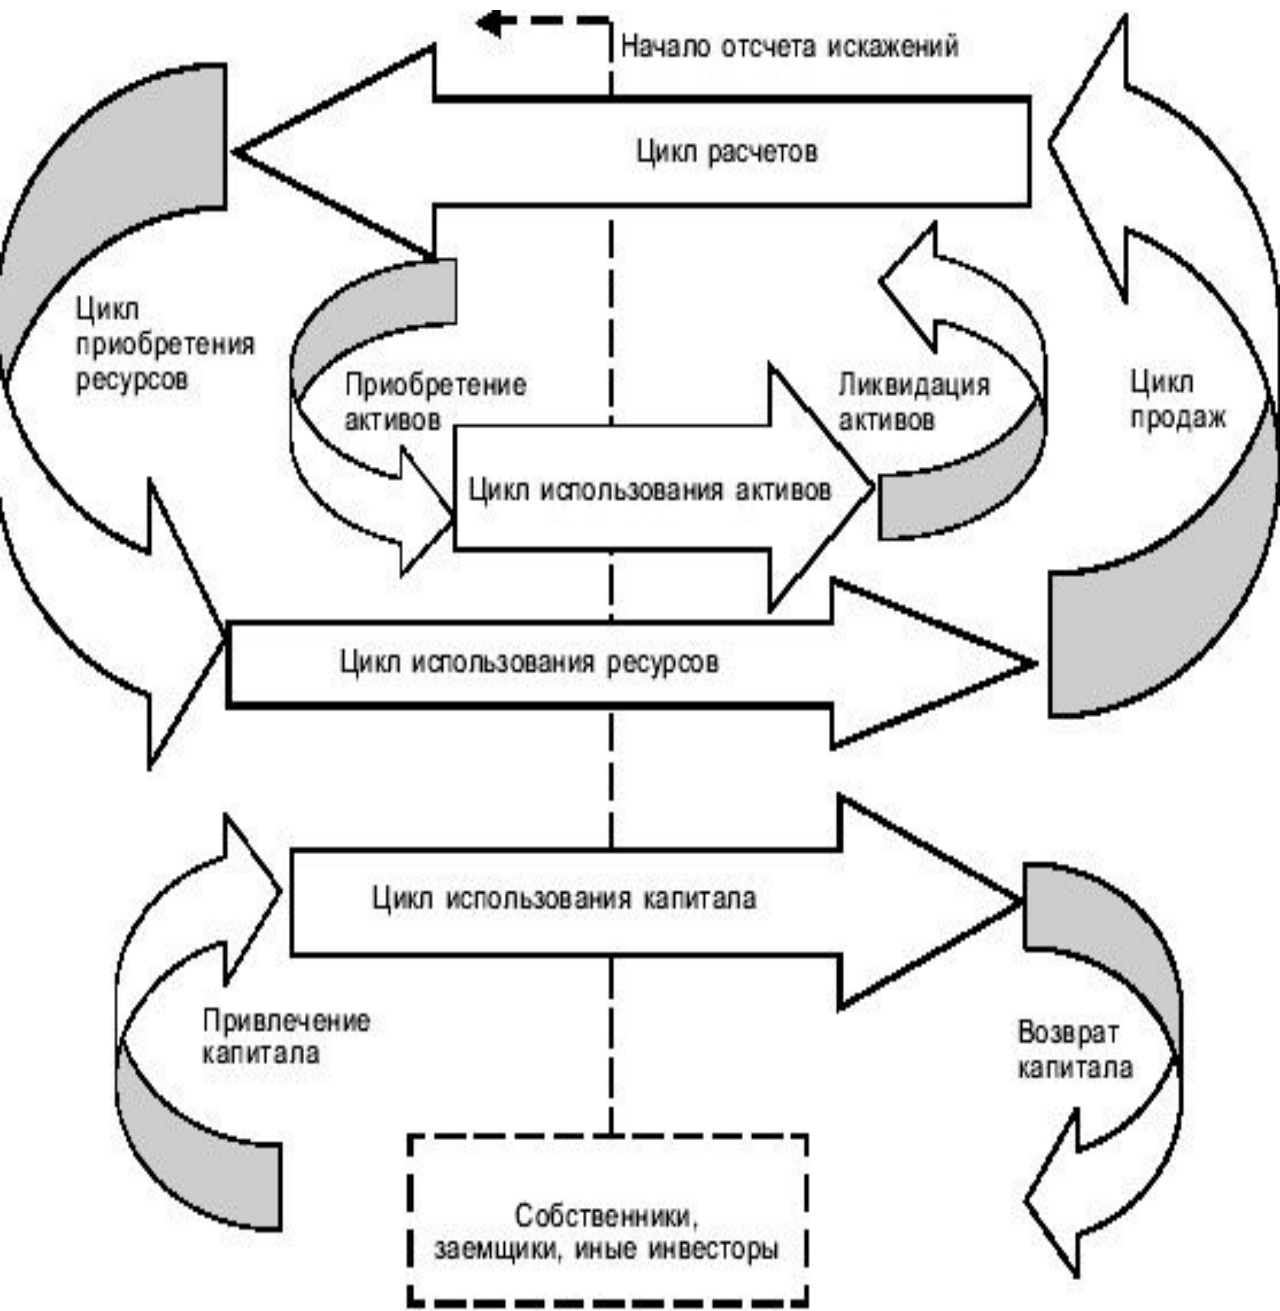 Начало отсчета искажений
Цикл расчетов
Цикл
приобретения
ресурсов
Приобретение
активов
Ликвидация
активов
Цикл
продаж
Цикл использования активов
Цикл использования ресурсов
Цикл использования капитала
Привлечение
капитала
Возврат
капитала
Собственники,
заемщики, иные инвесторы